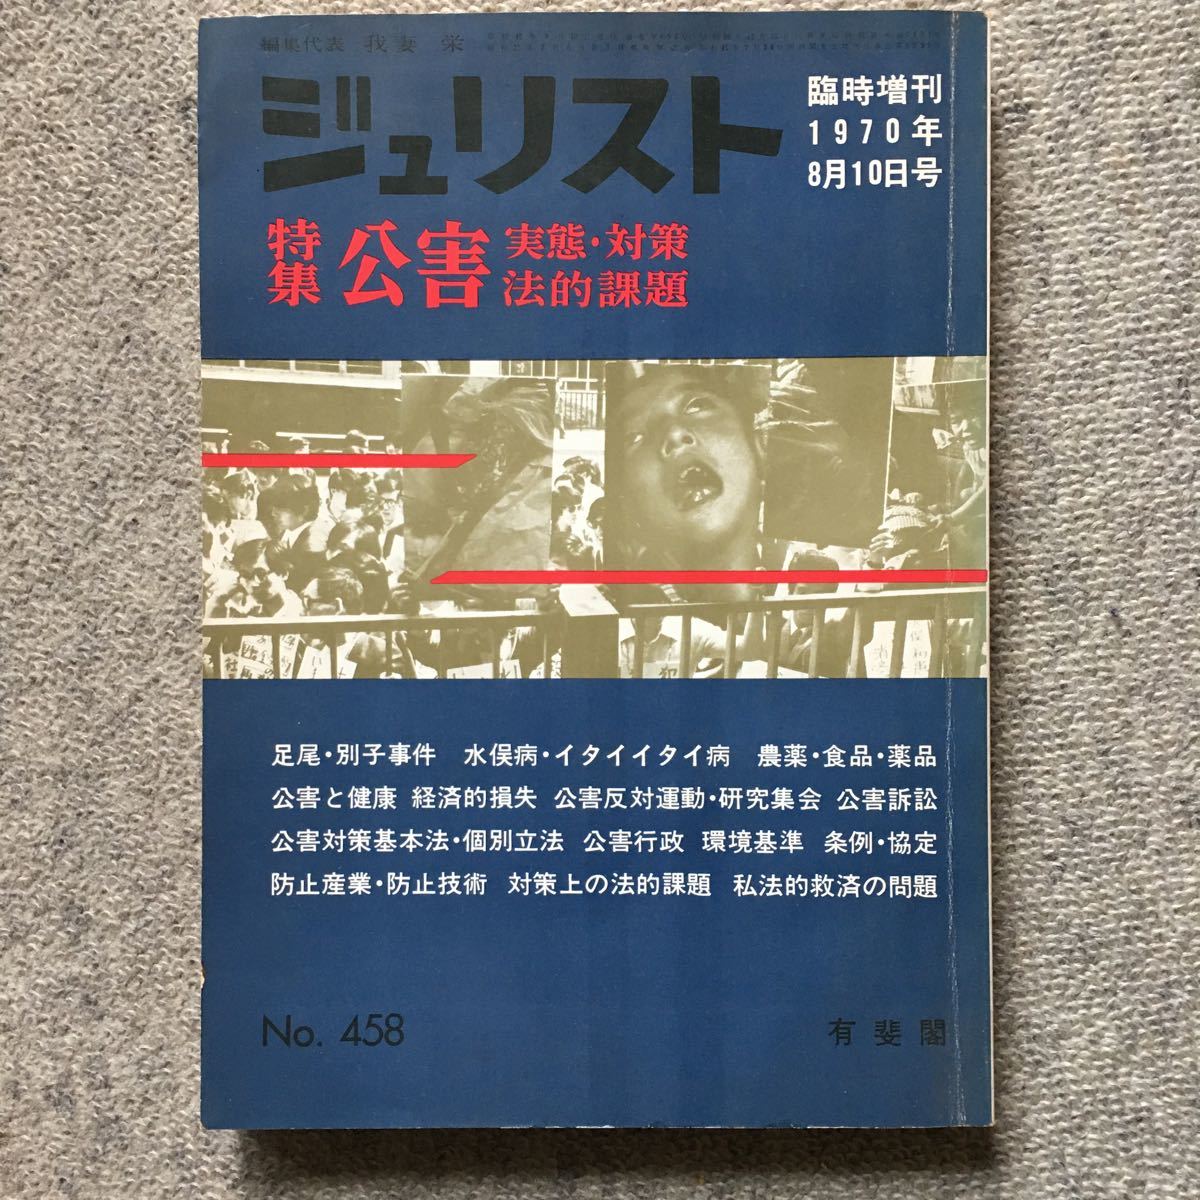 編集代表 我妻 栄
ジュリスト
臨時増刊
1970年
8月10日号
特集 公害 実態・対策
法的課題
足尾・別子事件 水俣病・イタイイタイ病 農薬・食品・薬品
公害と健康 経済的損失 公害反対運動・研究集会 公害訴訟
公害対策基本法・個別立法 公害行政 環境基準 条例・協定
防止産業・防止技術 対策上の法的課題 私法的救済の問題
No. 458
有斐閣